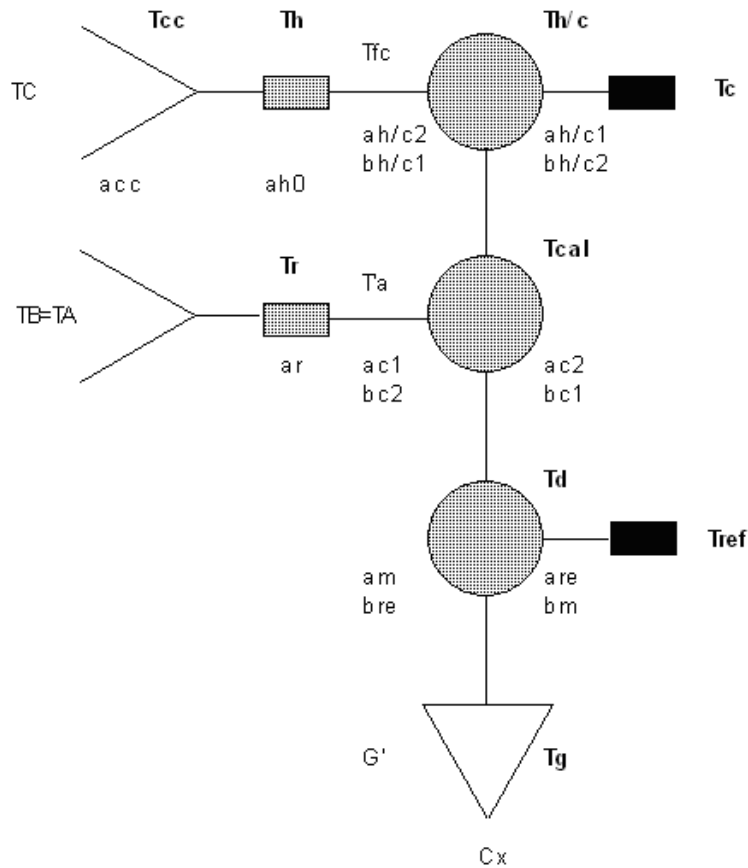 Tcc Th Tfc Th/c
TC Tc
ah/c2 ah/c1
bh/c1 bh/c2
acc ah0
Tcal
Tr T'a
TB=TA
ar ac1 ac2
bc2 bc1
Td
Tref
am are
bre bm
G' Tg
Cx